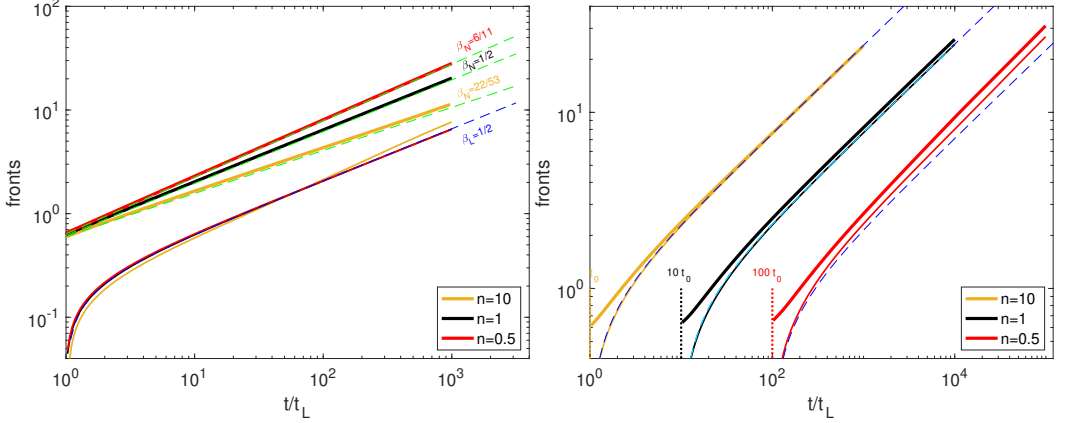 fronts
10^2
10^1
10^0
10^-1
β_N=6/11
β_N=1/2
β_N=22/53
β_L=1/2
n=10
n=1
n=0.5
10^0
10^1
10^2
10^3
t/t_L
fronts
10^1
10^0
t_0
10 t_0
100 t_0
n=10
n=1
n=0.5
10^0
10^2
10^4
t/t_L